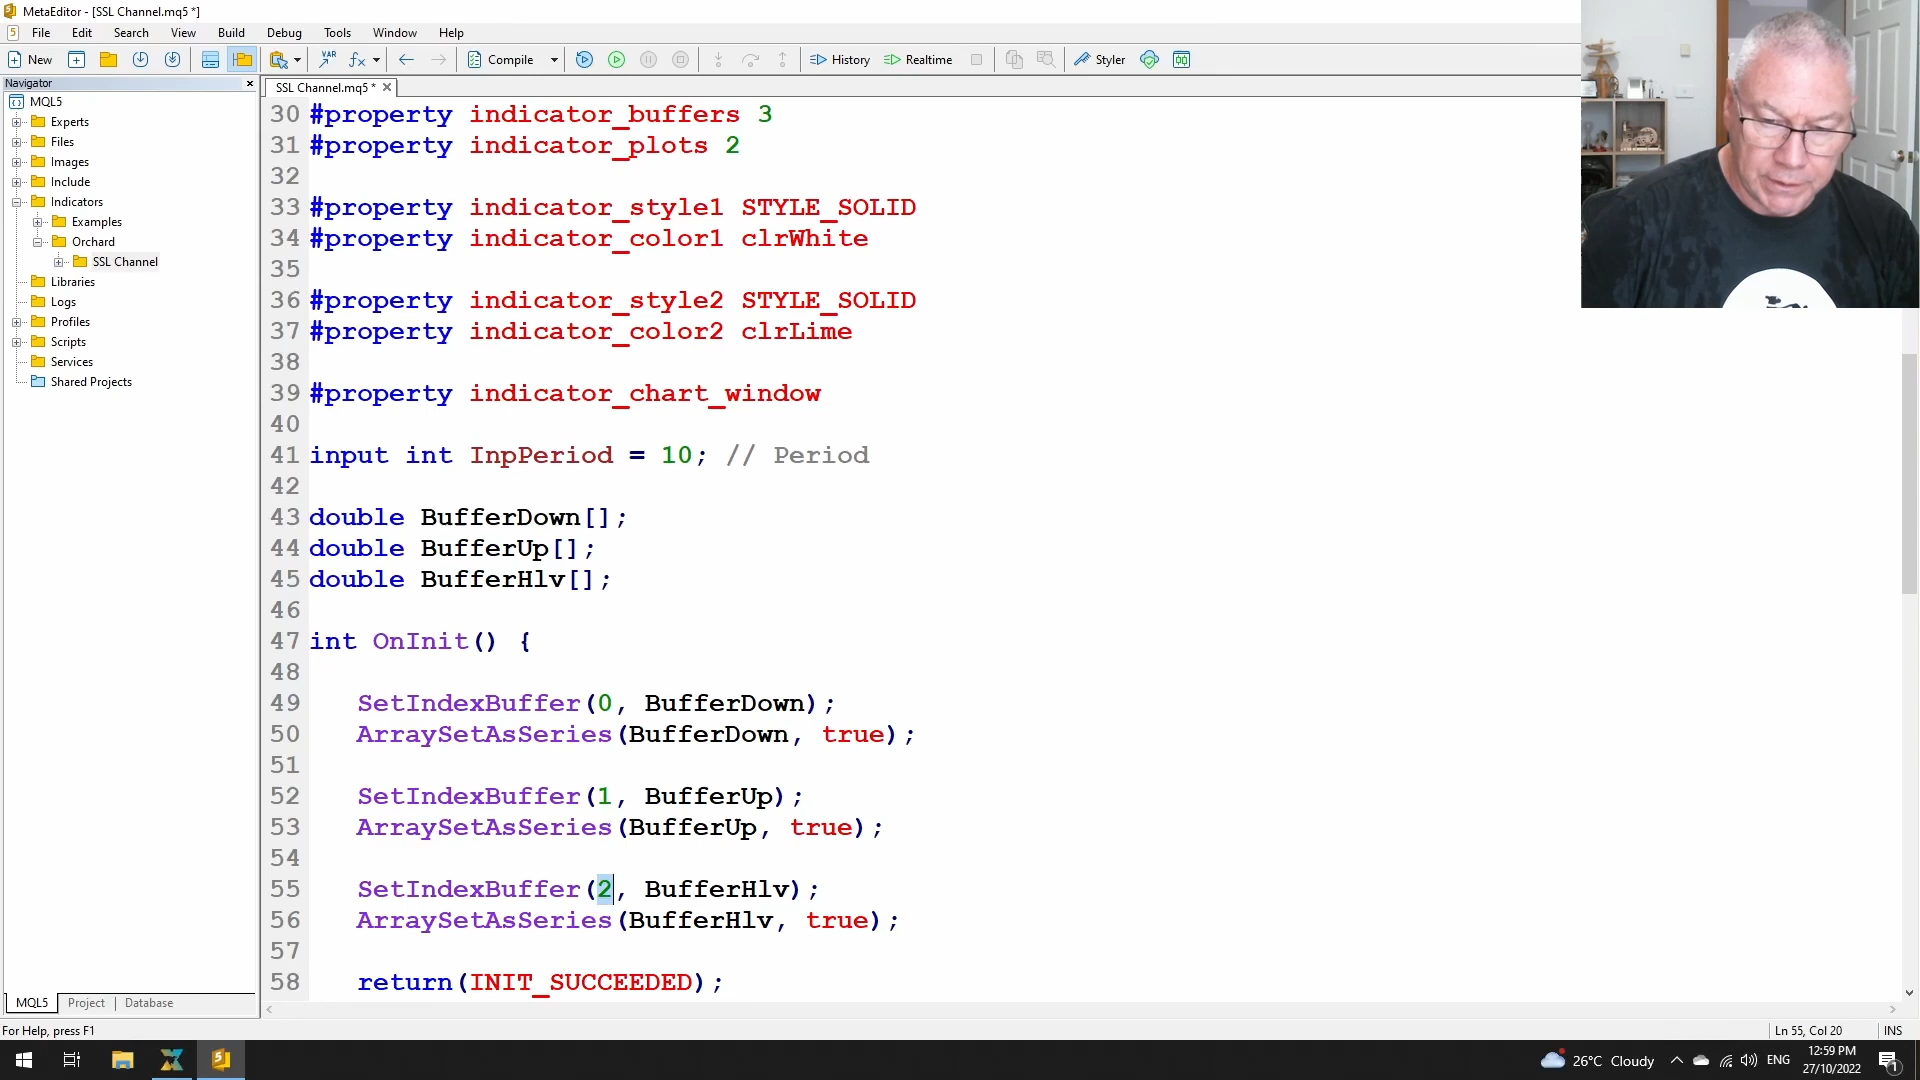 MetaEditor - [SSL Channel.mq5 *]
File Edit Search View Build Debug Tools Window Help
New Compile History Realtime Styler
Navigator
SSL Channel.mq5 *
MQL5
Experts
Files
Images
Include
Indicators
Examples
Orchard
SSL Channel
Libraries
Logs
Profiles
Scripts
Services
Shared Projects
30 #property indicator_buffers 3
31 #property indicator_plots 2
32
33 #property indicator_style1 STYLE_SOLID
34 #property indicator_color1 clrWhite
35
36 #property indicator_style2 STYLE_SOLID
37 #property indicator_color2 clrLime
38
39 #property indicator_chart_window
40
41 input int InpPeriod = 10; // Period
42
43 double BufferDown[];
44 double BufferUp[];
45 double BufferHlv[];
46
47 int OnInit() {
48
49 SetIndexBuffer(0, BufferDown);
50 ArraySetAsSeries(BufferDown, true);
51
52 SetIndexBuffer(1, BufferUp);
53 ArraySetAsSeries(BufferUp, true);
54
55 SetIndexBuffer(2, BufferHlv);
56 ArraySetAsSeries(BufferHlv, true);
57
58 return(INIT_SUCCEEDED);
MQL5 Project Database
For Help, press F1
Ln 55, Col 20 INS
26°C Cloudy ENG
12:59 PM
27/10/2022